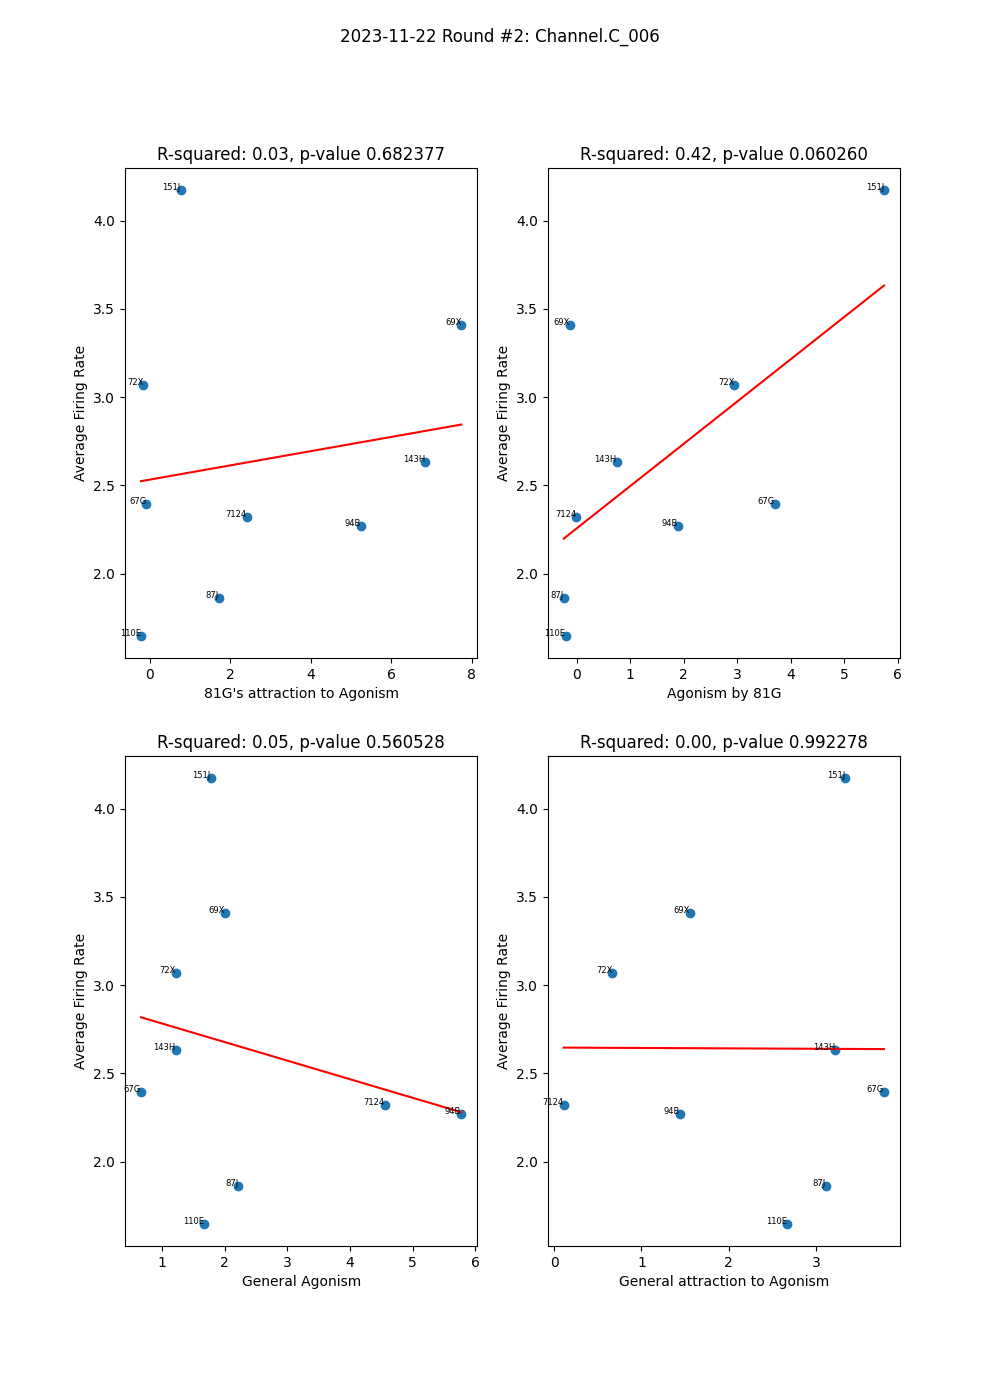 2023-11-22 Round #2: Channel.C_006
R-squared: 0.03, p-value 0.682377
151J
4.0
3.5
69X
72X
3.0
143H
2.5
67G
7124
94B
2.0
87J
110E
0 2 4 6 8
Average Firing Rate
81G's attraction to Agonism
R-squared: 0.42, p-value 0.060260
151J
4.0
3.5
69X
72X
3.0
143H
2.5
67G
7124
94B
2.0
87J
110E
0 1 2 3 4 5 6
Average Firing Rate
Agonism by 81G
R-squared: 0.05, p-value 0.560528
151J
4.0
3.5
69X
72X
3.0
143H
2.5
67G
7124
94B
2.0
87J
110E
1 2 3 4 5 6
Average Firing Rate
General Agonism
R-squared: 0.00, p-value 0.992278
151J
4.0
3.5
69X
72X
3.0
143H
2.5
67G
7124
94B
2.0
87J
110E
0 1 2 3
Average Firing Rate
General attraction to Agonism